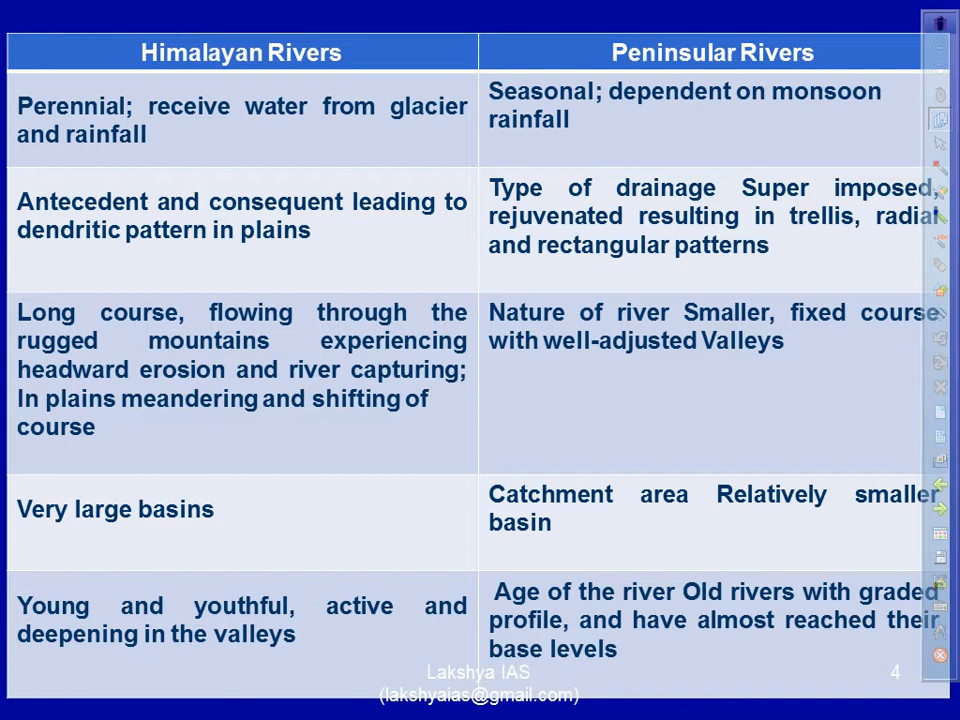 Himalayan Rivers
Peninsular Rivers
Perennial; receive water from glacier
and rainfall
Seasonal; dependent on monsoon
rainfall
Antecedent and consequent leading to
dendritic pattern in plains
Type of drainage Super imposed,
rejuvenated resulting in trellis, radial
and rectangular patterns
Long course, flowing through the
rugged mountains experiencing
headward erosion and river capturing;
In plains meandering and shifting of
course
Nature of river Smaller, fixed course
with well-adjusted Valleys
Very large basins
Catchment area Relatively smaller
basin
Young and youthful, active and
deepening in the valleys
Age of the river Old rivers with graded
profile, and have almost reached their
base levels
Lakshya IAS
(lakshyaias@gmail.com)
4